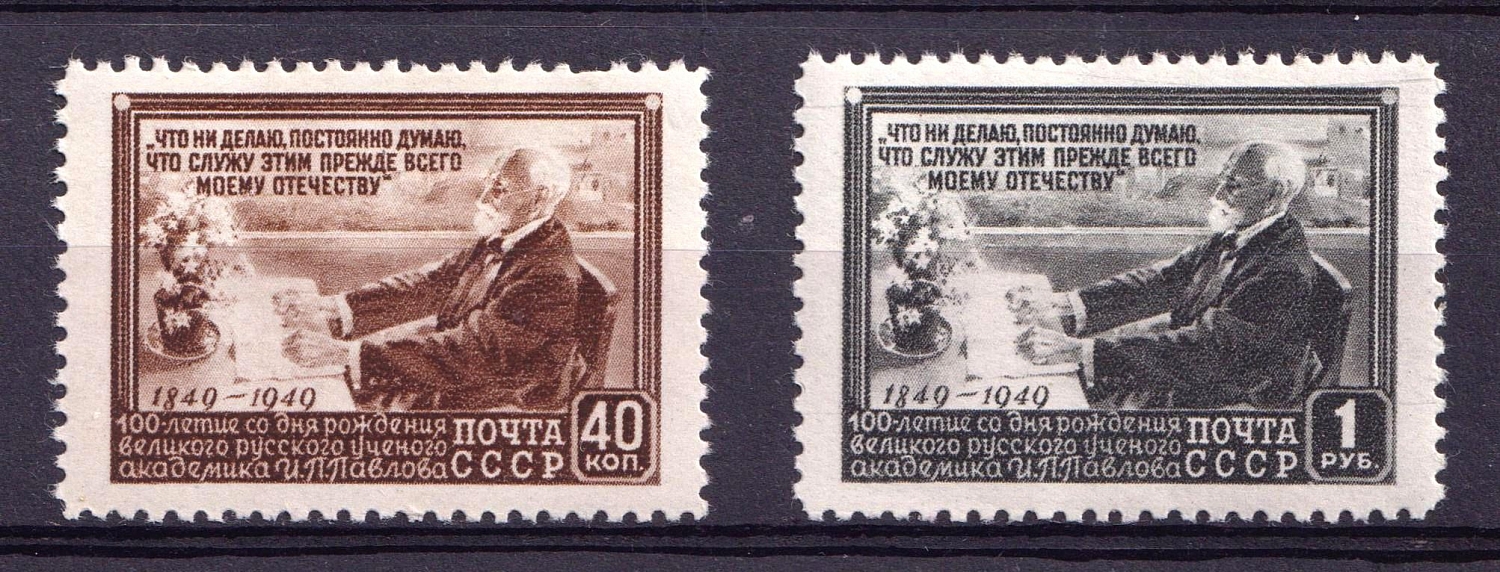 „ЧТО НИ ДЕЛАЮ, ПОСТОЯННО ДУМАЮ,
ЧТО СЛУЖУ ЭТИМ ПРЕЖДЕ ВСЕГО
МОЕМУ ОТЕЧЕСТВУ“
1849-1949
100-летие со дня рождения
великого русского ученого
академика И.П.Павлова
ПОЧТА
СССР
40
КОП.
„ЧТО НИ ДЕЛАЮ, ПОСТОЯННО ДУМАЮ,
ЧТО СЛУЖУ ЭТИМ ПРЕЖДЕ ВСЕГО
МОЕМУ ОТЕЧЕСТВУ“
1849-1949
100-летие со дня рождения
великого русского ученого
академика И.П.Павлова
ПОЧТА
СССР
1
РУБ.